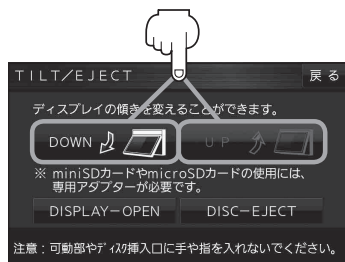 TILT/EJECT 戻る
ディスプレイの傾きを変えることができます。
DOWN UP
※ miniSDカードやmicroSDカードの使用には、
専用アダプターが必要です。
DISPLAY-OPEN DISC-EJECT
注意：可動部やディスク挿入口に手や指を入れないでください。